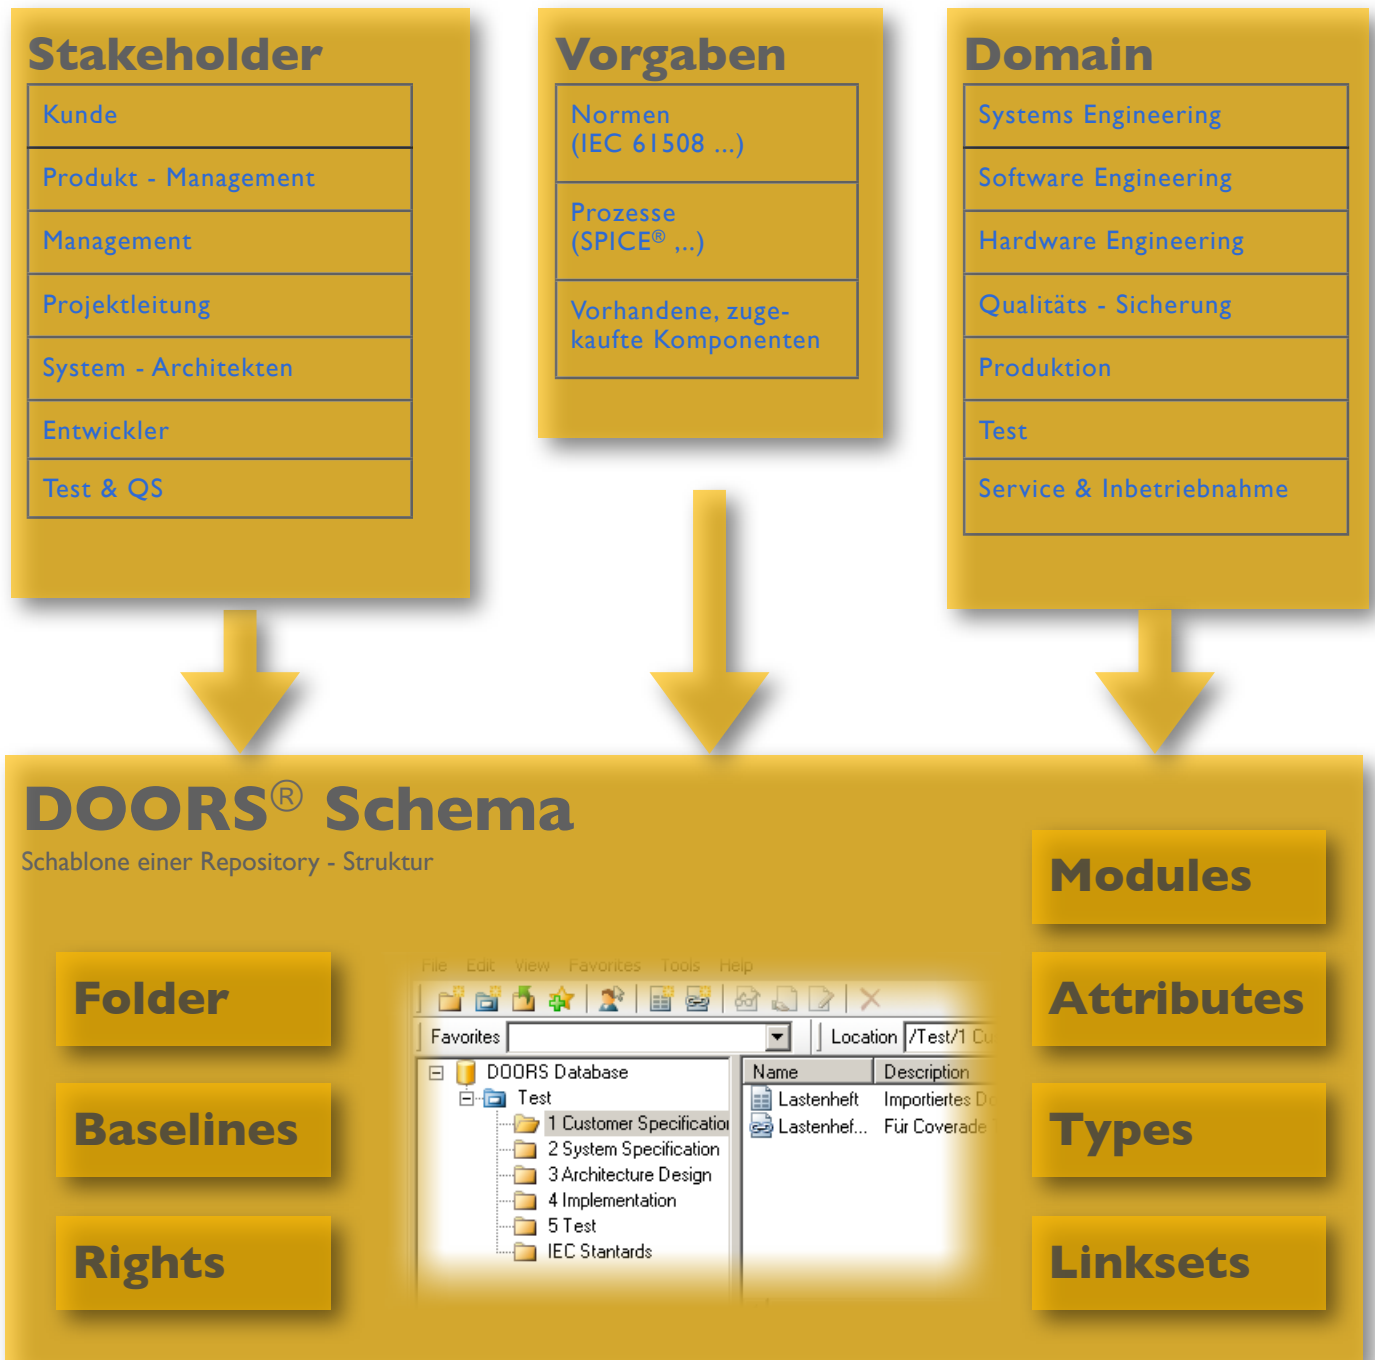 Stakeholder
Kunde
Produkt - Management
Management
Projektleitung
System - Architekten
Entwickler
Test & QS
Vorgaben
Normen
(IEC 61508 ...)
Prozesse
(SPICE® ,..)
Vorhandene, zuge-
kaufte Komponenten
Domain
Systems Engineering
Software Engineering
Hardware Engineering
Qualitäts - Sicherung
Produktion
Test
Service & Inbetriebnahme
DOORS® Schema
Schablone einer Repository - Struktur
Folder
Baselines
Rights
File Edit View Favorites Tools Help
Favorites Location /Test/1 Cu
DOORS Database
Test
1 Customer Specification
2 System Specification
3 Architecture Design
4 Implementation
5 Test
IEC Stantards
Name Description
Lastenheft Importiertes Do
Lastenhef... Für Coverade
Modules
Attributes
Types
Linksets